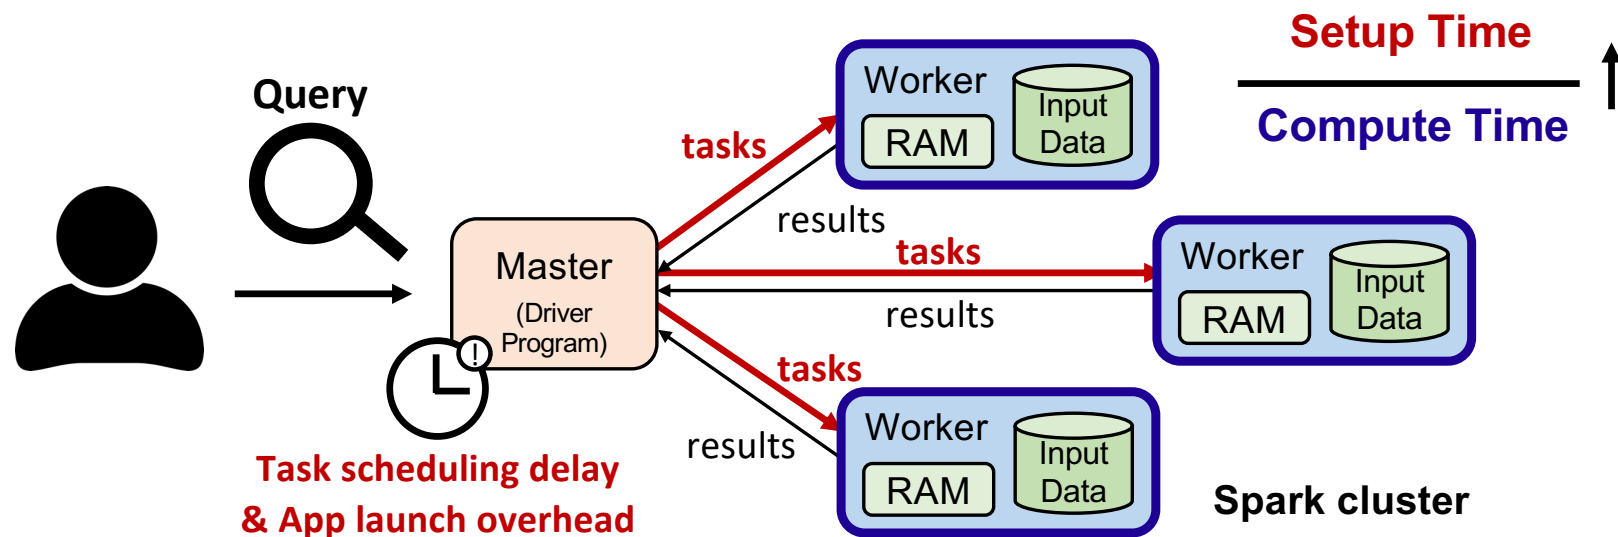 Query
Master
(Driver
Program)
!
Task scheduling delay
& App launch overhead
tasks
results
tasks
results
tasks
results
Worker
RAM
Input
Data
Worker
RAM
Input
Data
Worker
RAM
Input
Data
Setup Time
Compute Time
Spark cluster